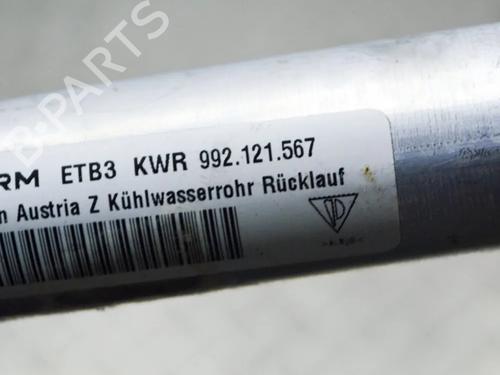 B-PARTS
RM ETB3 KWR 992.121.567
n Austria Z Kühlwasserrohr Rücklauf